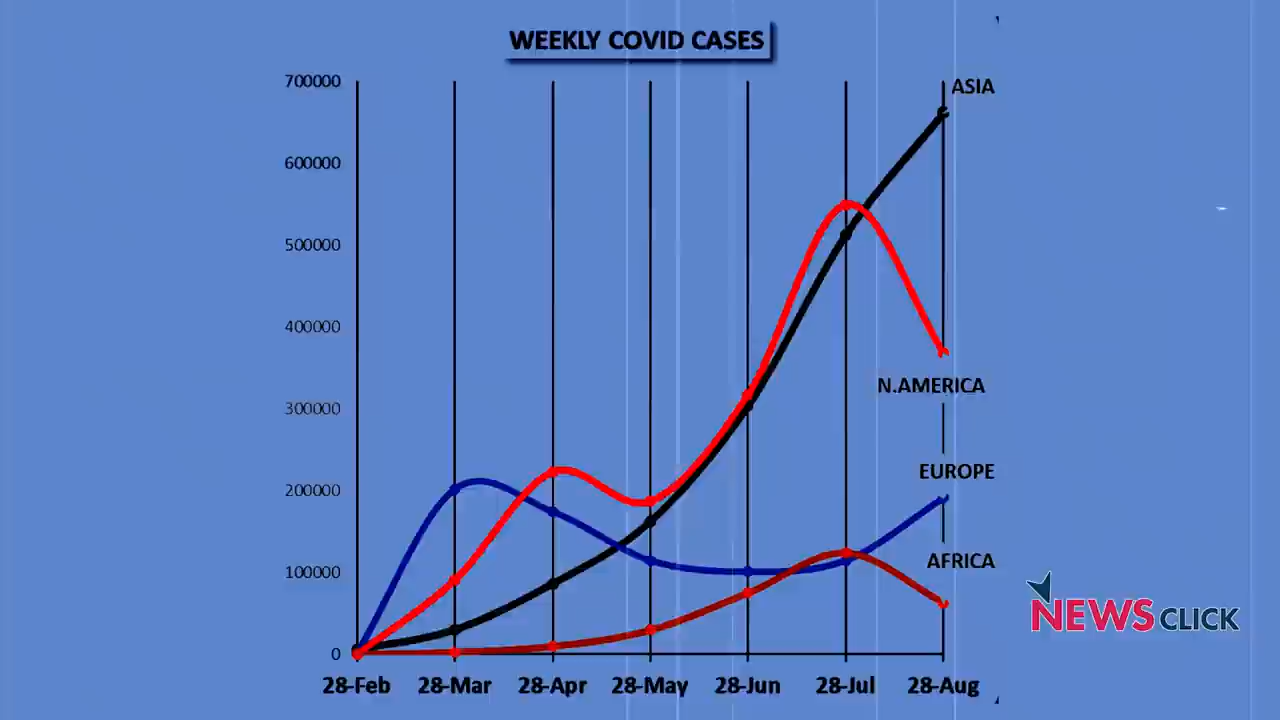 WEEKLY COVID CASES
700000
ASIA
600000
500000
400000
N.AMERICA
300000
EUROPE
200000
AFRICA
100000
NEWSCLICK
0
28-Feb 28-Mar 28-Apr 28-May 28-Jun 28-Jul 28-Aug